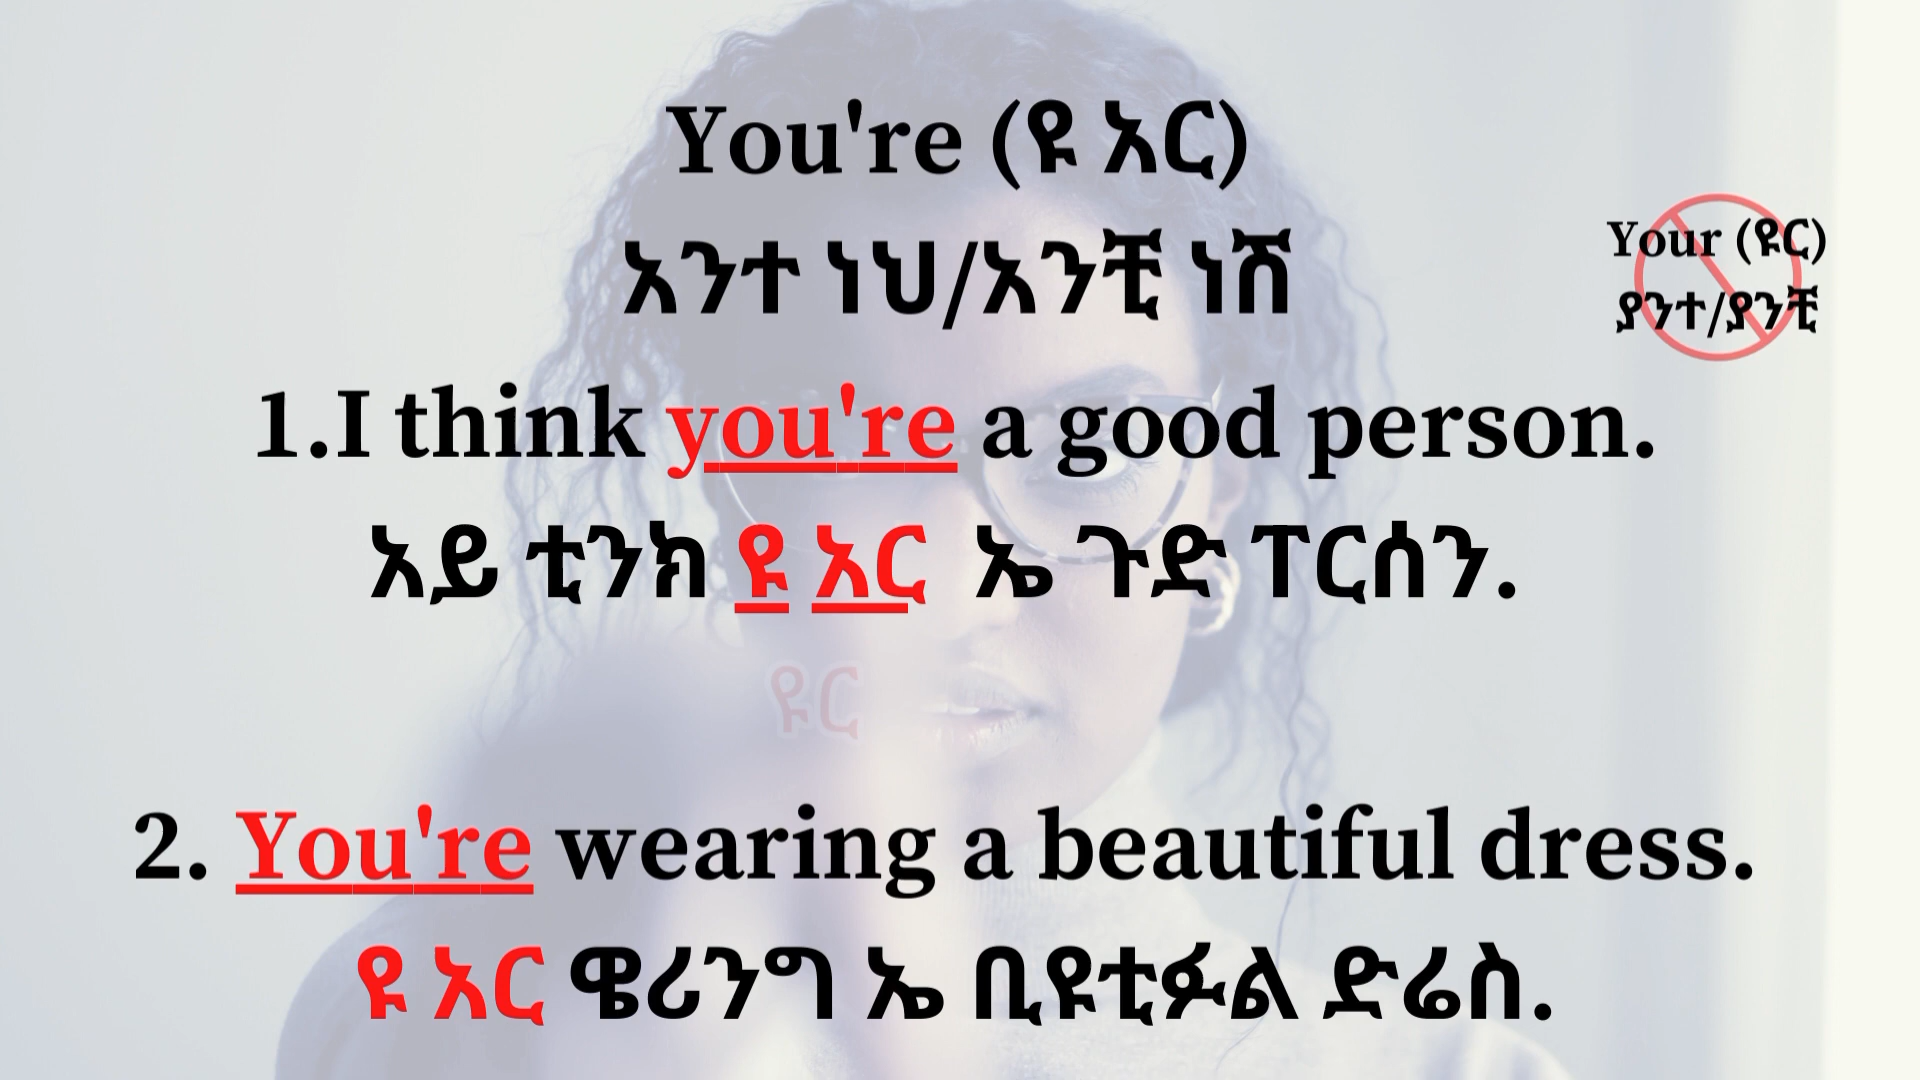 You're (ዩ አር)
አንተ ነህ/አንቺ ነሽ
Your (ዩር)
ያንተ/ያንቺ
1.I think you're a good person.
አይ ቲንክ ዩ አር ኤ ጉድ ፐርሰን.
ዩር
2. You're wearing a beautiful dress.
ዩ አር ዌሪንግ ኤ ቢዩቲፉል ድሬስ.